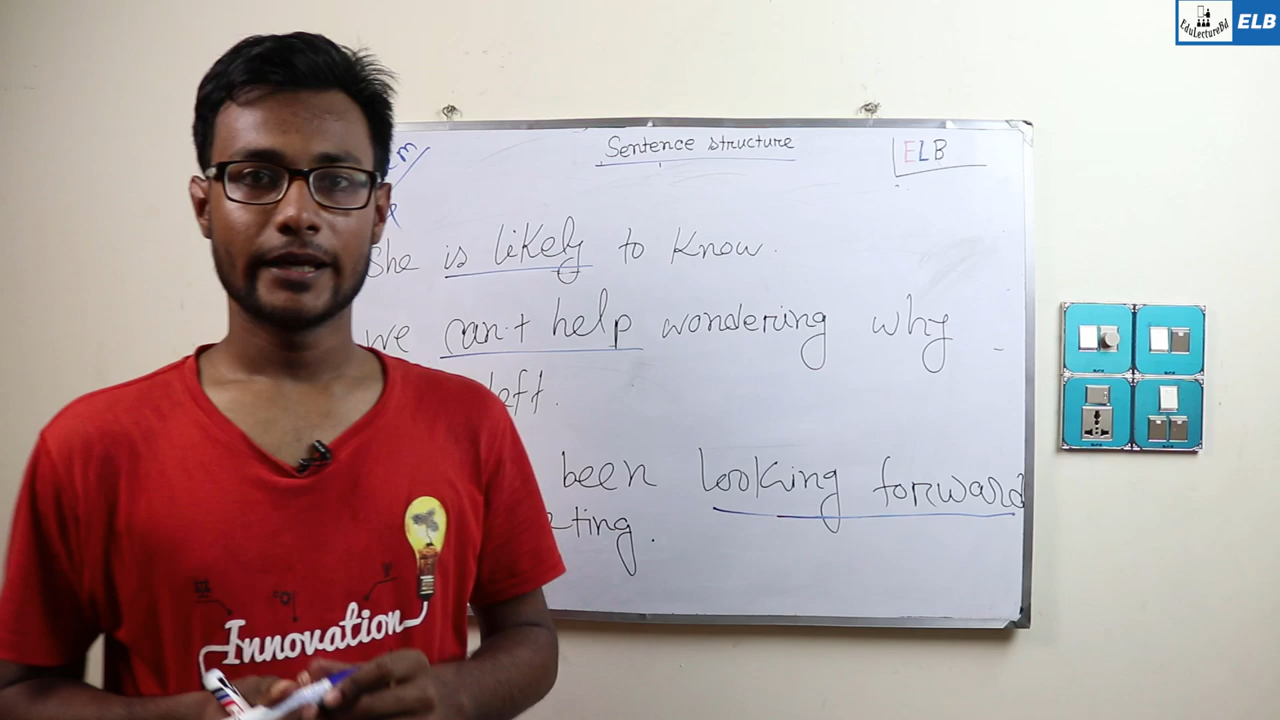 EduLectureBd ELB
Sentence structure
ELB
She is likely to know.
we can't help wondering why
left.
been looking forward
ting.
Innovation